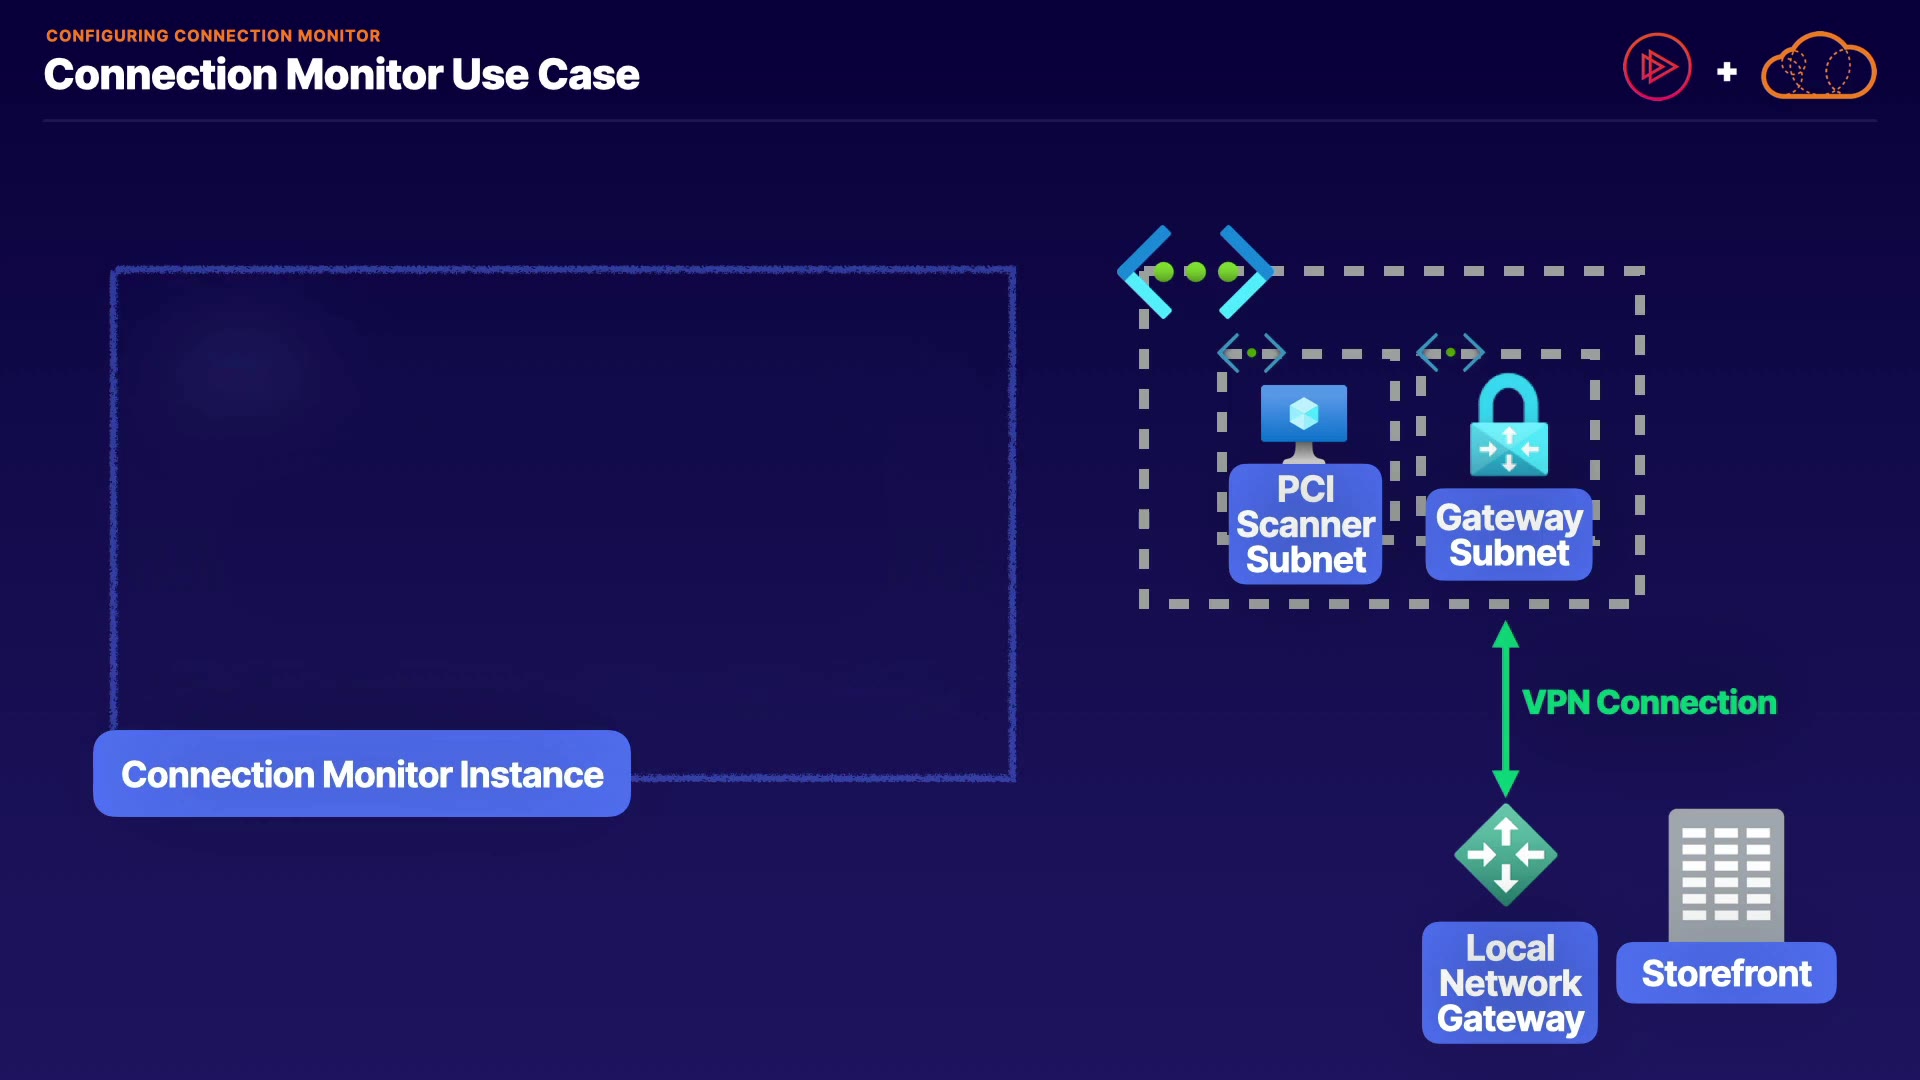 CONFIGURING CONNECTION MONITOR
Connection Monitor Use Case
PCI
Scanner
Subnet
Gateway
Subnet
VPN Connection
Connection Monitor Instance
Local
Network
Gateway
Storefront